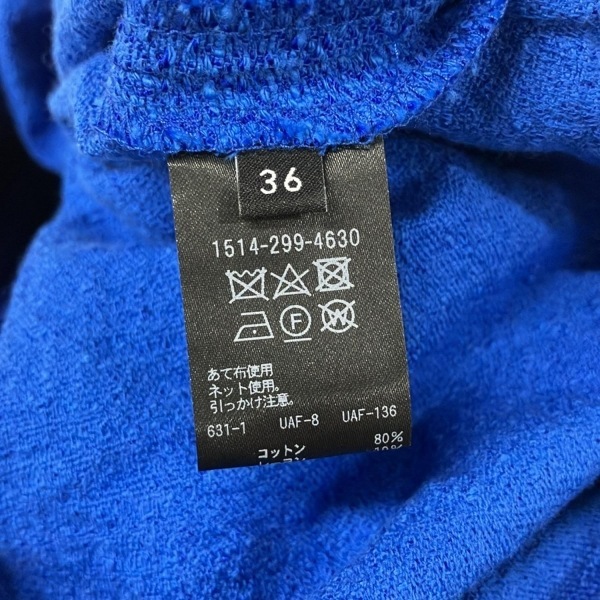 36
1514-299-4630
F W
あて布使用
ネット使用。
引っかけ注意。
631-1 UAF-8 UAF-136
コットン 80%